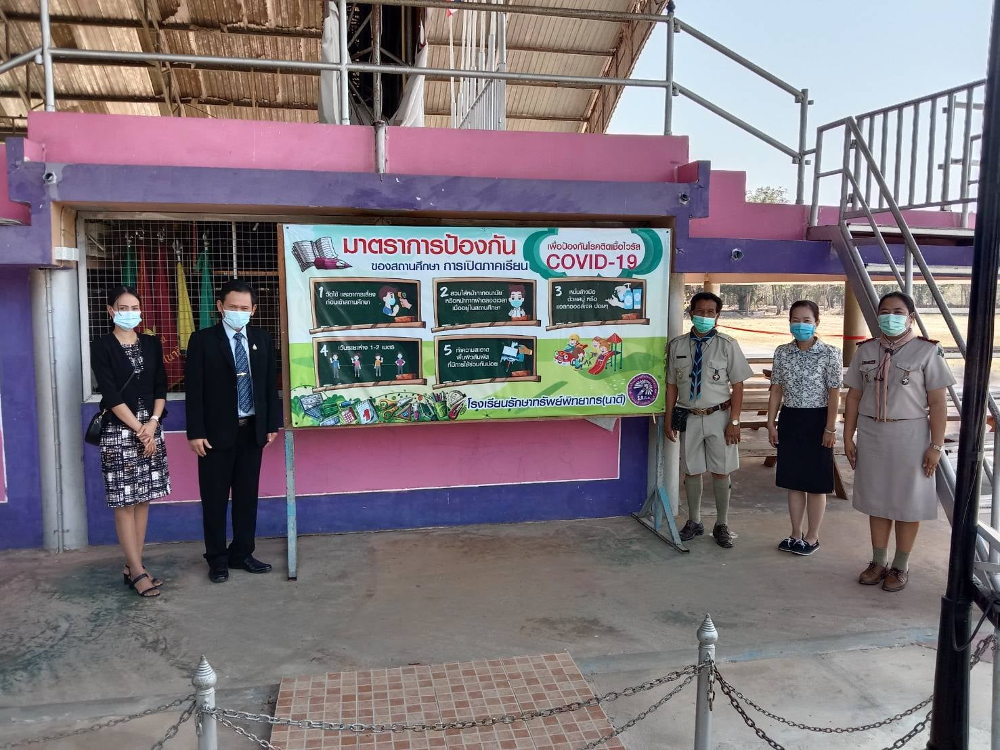 มาตราการป้องกัน
ของสถานศึกษา การเปิดภาคเรียน
เพื่อป้องกันโรคติดเชื้อไวรัส
COVID-19
1 วัดไข้ และอาการเสี่ยง
ก่อนเข้าสถานศึกษา
2 สวมใส่หน้ากากอนามัย
หรือหน้ากากผ้าตลอดเวลา
เมื่ออยู่ในสถานศึกษา
3 หมั่นล้างมือ
ด้วยสบู่ หรือ
แอลกอฮอล์เจล บ่อยๆ
4 เว้นระยะห่าง 1-2 เมตร
5 ทำความสะอาด
พื้นผิวสัมผัส
ที่มีการใช้ร่วมกันบ่อย
โรงเรียนรักษาทรัพย์พิทยากร(นาดี)